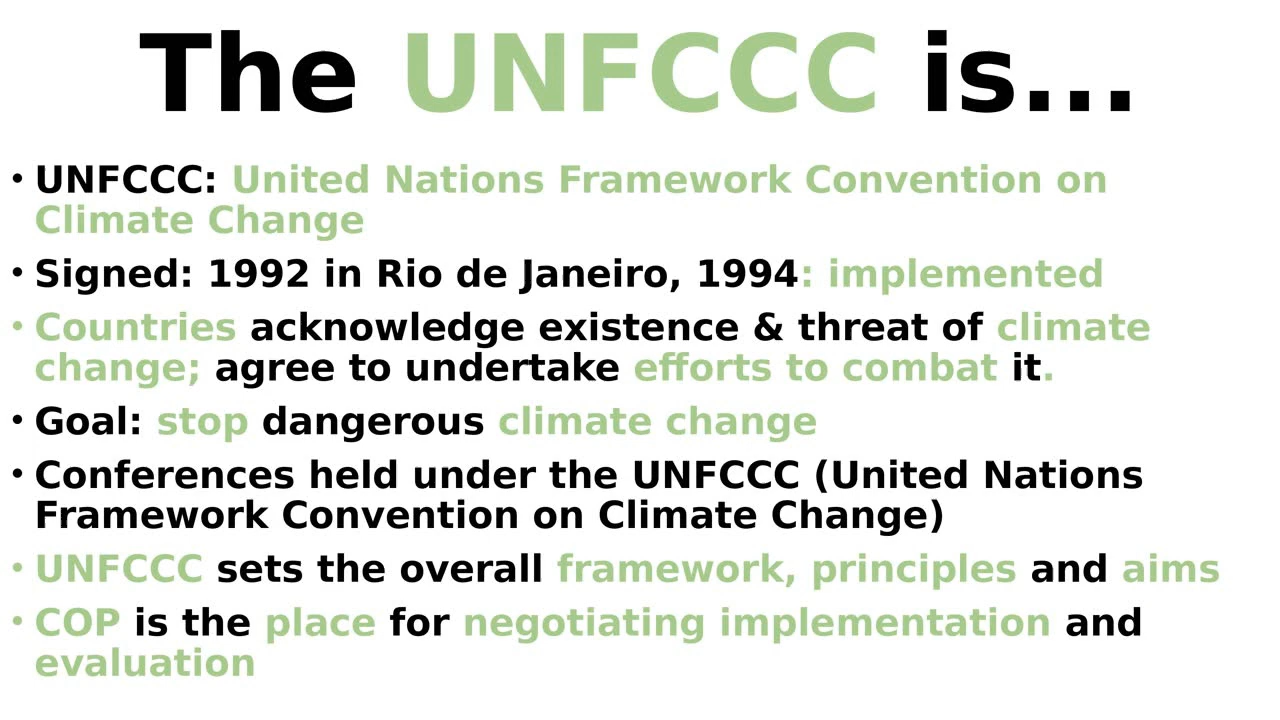 The UNFCCC is...
• UNFCCC: United Nations Framework Convention on
Climate Change
• Signed: 1992 in Rio de Janeiro, 1994: implemented
• Countries acknowledge existence & threat of climate
change; agree to undertake efforts to combat it.
• Goal: stop dangerous climate change
• Conferences held under the UNFCCC (United Nations
Framework Convention on Climate Change)
• UNFCCC sets the overall framework, principles and aims
• COP is the place for negotiating implementation and
evaluation